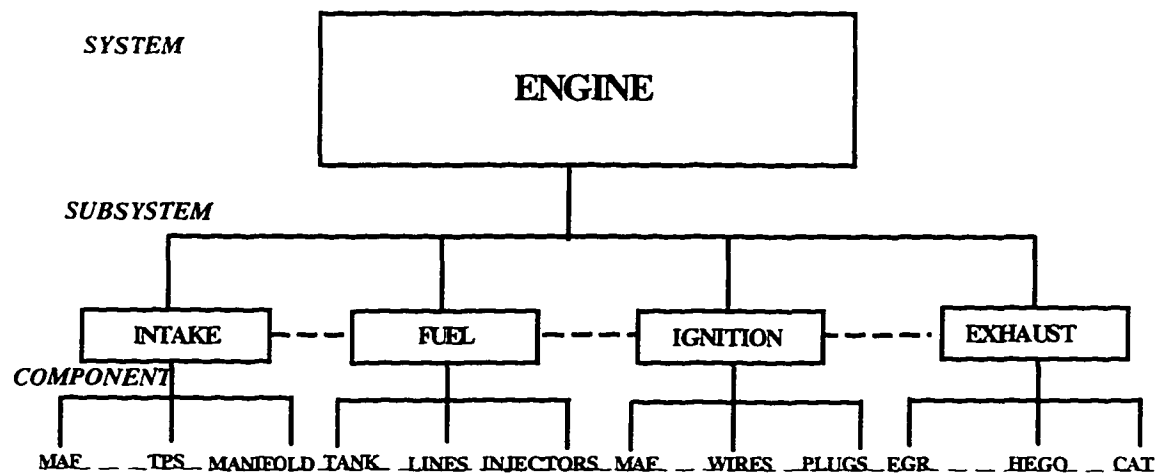 SYSTEM
ENGINE
SUBSYSTEM
INTAKE FUEL IGNITION EXHAUST
COMPONENT
MAF TPS MANIFOLD TANK LINES INJECTORS MAF WIRES PLUGS EGR HEGO CAT